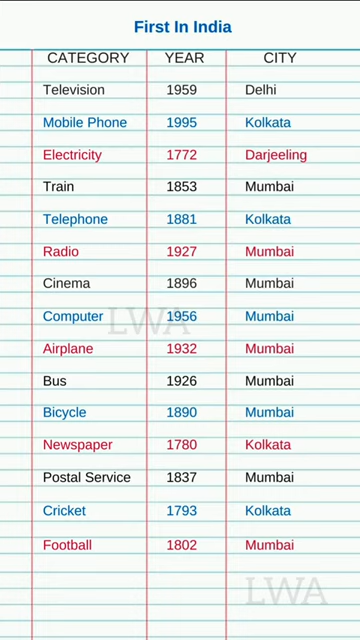 First In India
CATEGORY YEAR CITY
Television 1959 Delhi
Mobile Phone 1995 Kolkata
Electricity 1772 Darjeeling
Train 1853 Mumbai
Telephone 1881 Kolkata
Radio 1927 Mumbai
Cinema 1896 Mumbai
Computer 1956 Mumbai
LWA
Airplane 1932 Mumbai
Bus 1926 Mumbai
Bicycle 1890 Mumbai
Newspaper 1780 Kolkata
Postal Service 1837 Mumbai
Cricket 1793 Kolkata
Football 1802 Mumbai
LWA